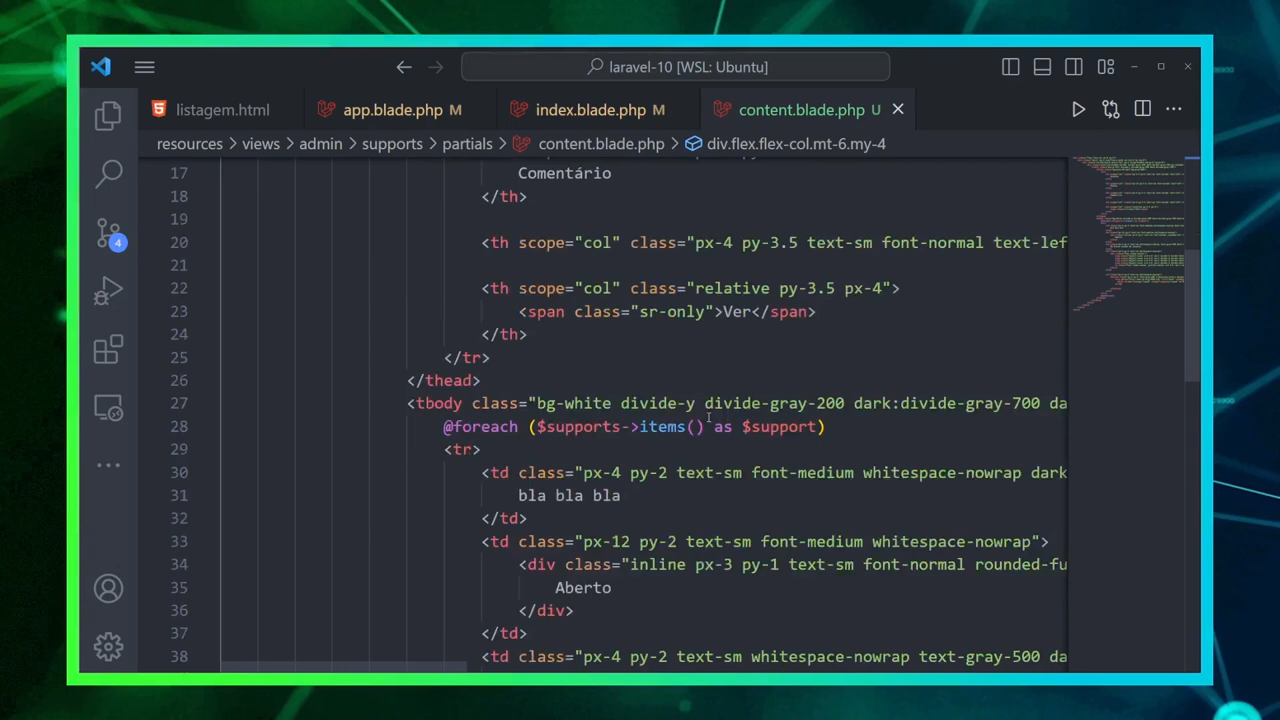 laravel-10 [WSL: Ubuntu]
listagem.html
app.blade.php M
index.blade.php M
content.blade.php U
resources > views > admin > supports > partials > content.blade.php > div.flex.flex-col.mt-6.my-4
17 Comentário
18 </th>
19
20 <th scope="col" class="px-4 py-3.5 text-sm font-normal text-lef
21
22 <th scope="col" class="relative py-3.5 px-4">
23 <span class="sr-only">Ver</span>
24 </th>
25 </tr>
26 </thead>
27 <tbody class="bg-white divide-y divide-gray-200 dark:divide-gray-700 da
28 @foreach ($supports->items() as $support)
29 <tr>
30 <td class="px-4 py-2 text-sm font-medium whitespace-nowrap dark
31 bla bla bla
32 </td>
33 <td class="px-12 py-2 text-sm font-medium whitespace-nowrap">
34 <div class="inline px-3 py-1 text-sm font-normal rounded-fu
35 Aberto
36 </div>
37 </td>
38 <td class="px-4 py-2 text-sm whitespace-nowrap text-gray-500 da
4